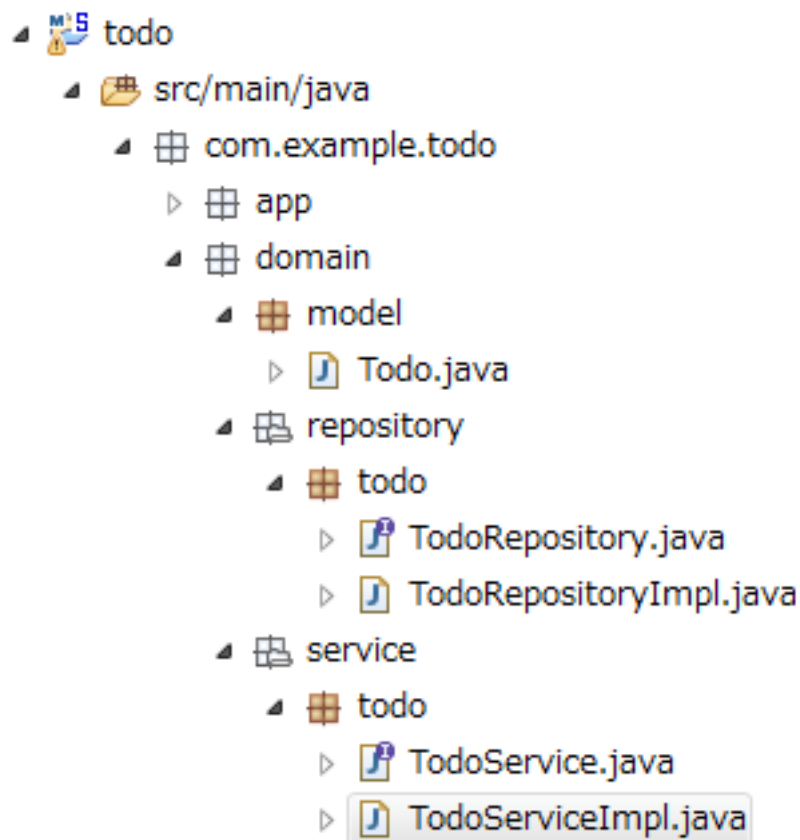 todo
src/main/java
com.example.todo
app
domain
model
Todo.java
repository
todo
TodoRepository.java
TodoRepositoryImpl.java
service
todo
TodoService.java
TodoServiceImpl.java